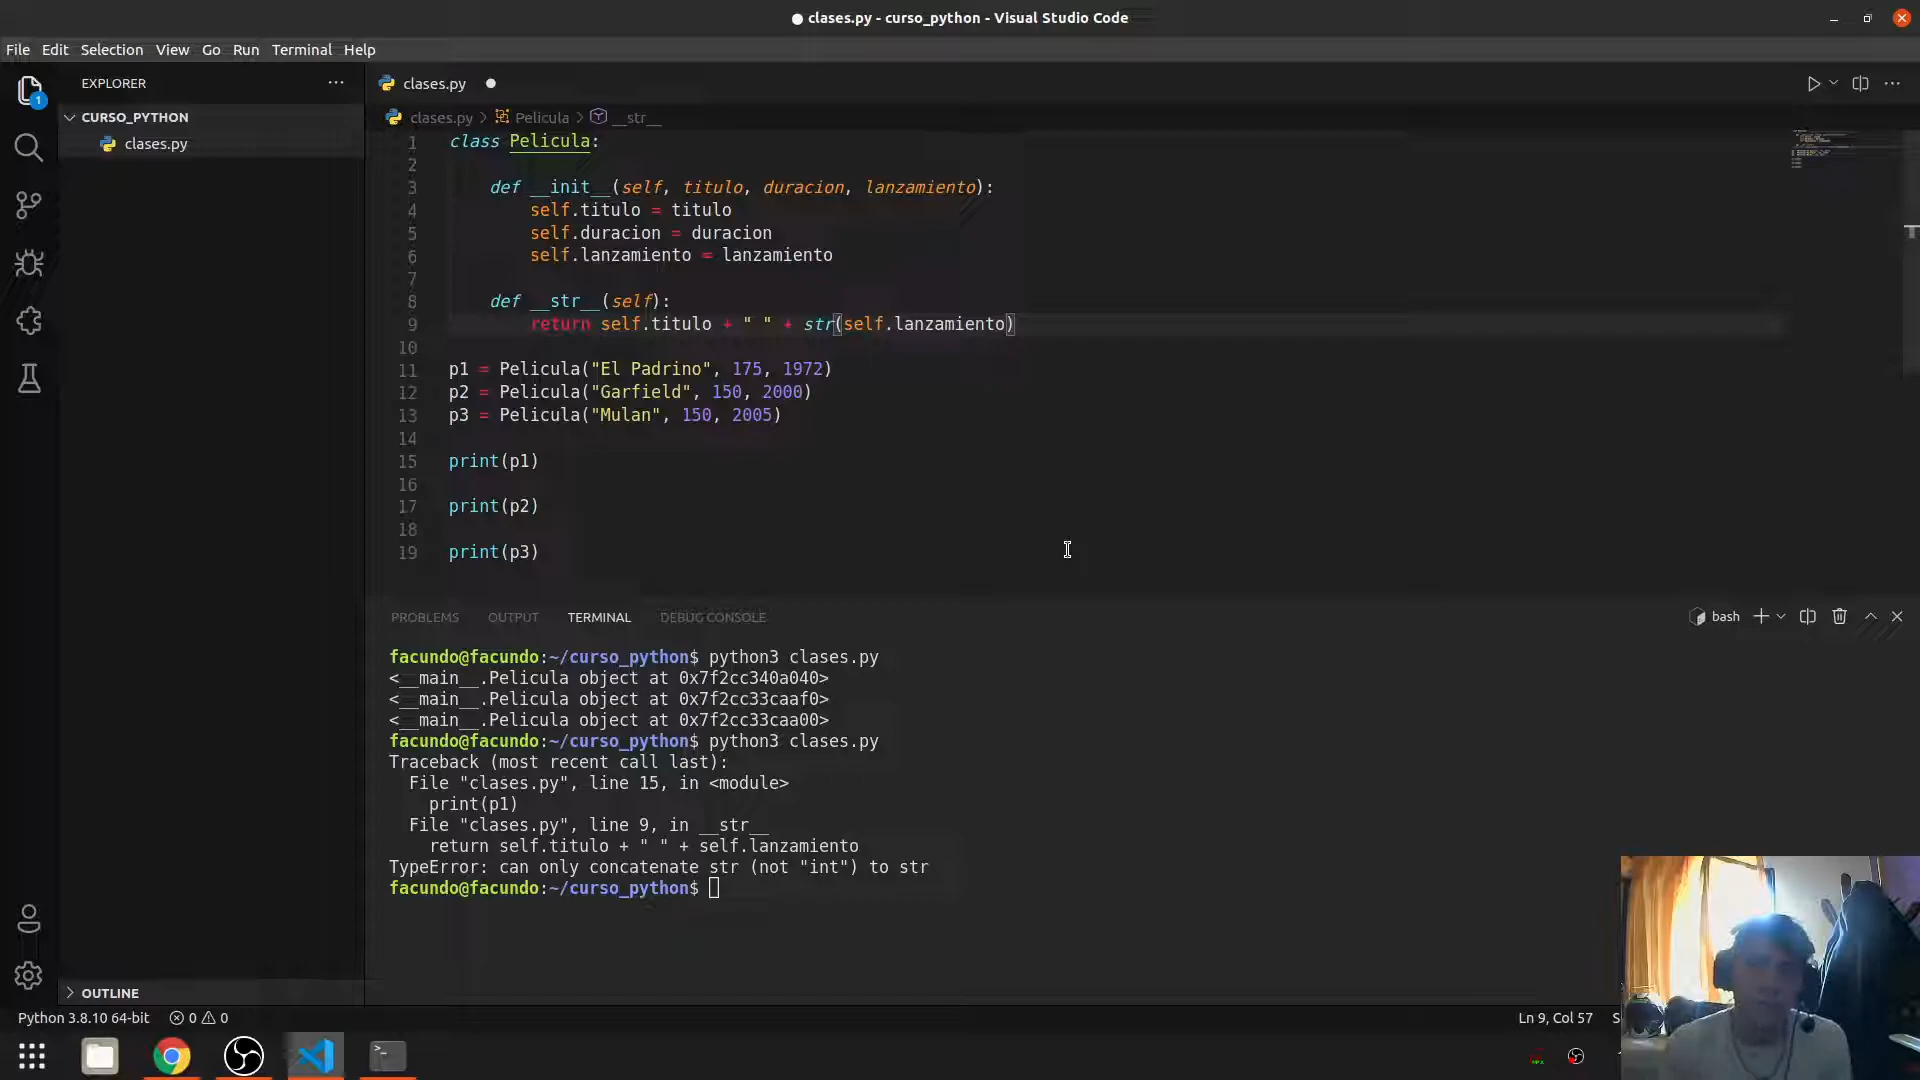 clases.py - curso_python - Visual Studio Code
File Edit Selection View Go Run Terminal Help
EXPLORER
clases.py
1
CURSO_PYTHON
clases.py
clases.py > Pelicula > __str__
1 class Pelicula:
2
3 def __init__(self, titulo, duracion, lanzamiento):
4 self.titulo = titulo
5 self.duracion = duracion
6 self.lanzamiento = lanzamiento
7
8 def __str__(self):
9 return self.titulo + " " + str(self.lanzamiento)
10
11 p1 = Pelicula("El Padrino", 175, 1972)
12 p2 = Pelicula("Garfield", 150, 2000)
13 p3 = Pelicula("Mulan", 150, 2005)
14
15 print(p1)
16
17 print(p2)
18
19 print(p3)
PROBLEMS OUTPUT TERMINAL DEBUG CONSOLE
bash
facundo@facundo:~/curso_python$ python3 clases.py
<__main__.Pelicula object at 0x7f2cc340a040>
<__main__.Pelicula object at 0x7f2cc33caaf0>
<__main__.Pelicula object at 0x7f2cc33caa00>
facundo@facundo:~/curso_python$ python3 clases.py
Traceback (most recent call last):
File "clases.py", line 15, in <module>
print(p1)
File "clases.py", line 9, in __str__
return self.titulo + " " + self.lanzamiento
TypeError: can only concatenate str (not "int") to str
facundo@facundo:~/curso_python$
OUTLINE
Python 3.8.10 64-bit 0 0
Ln 9, Col 57